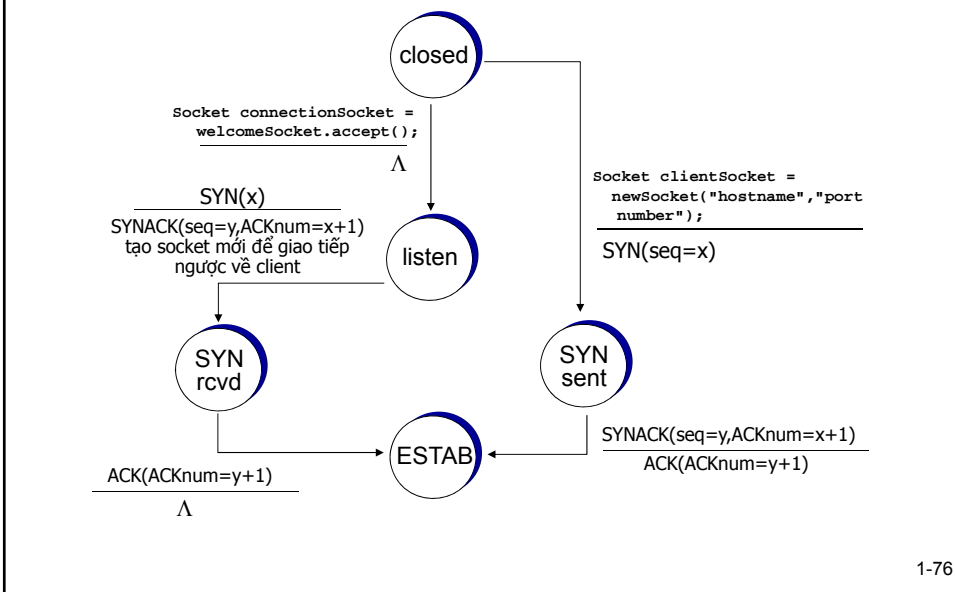 closed
Socket connectionSocket =
welcomeSocket.accept();
Λ
Socket clientSocket =
newSocket("hostname","port
number");
SYN(seq=x)
SYN(x)
SYNACK(seq=y,ACKnum=x+1)
tạo socket mới để giao tiếp
ngược về client
listen
SYN
rcvd
SYN
sent
ESTAB
SYNACK(seq=y,ACKnum=x+1)
ACK(ACKnum=y+1)
ACK(ACKnum=y+1)
Λ
1-76